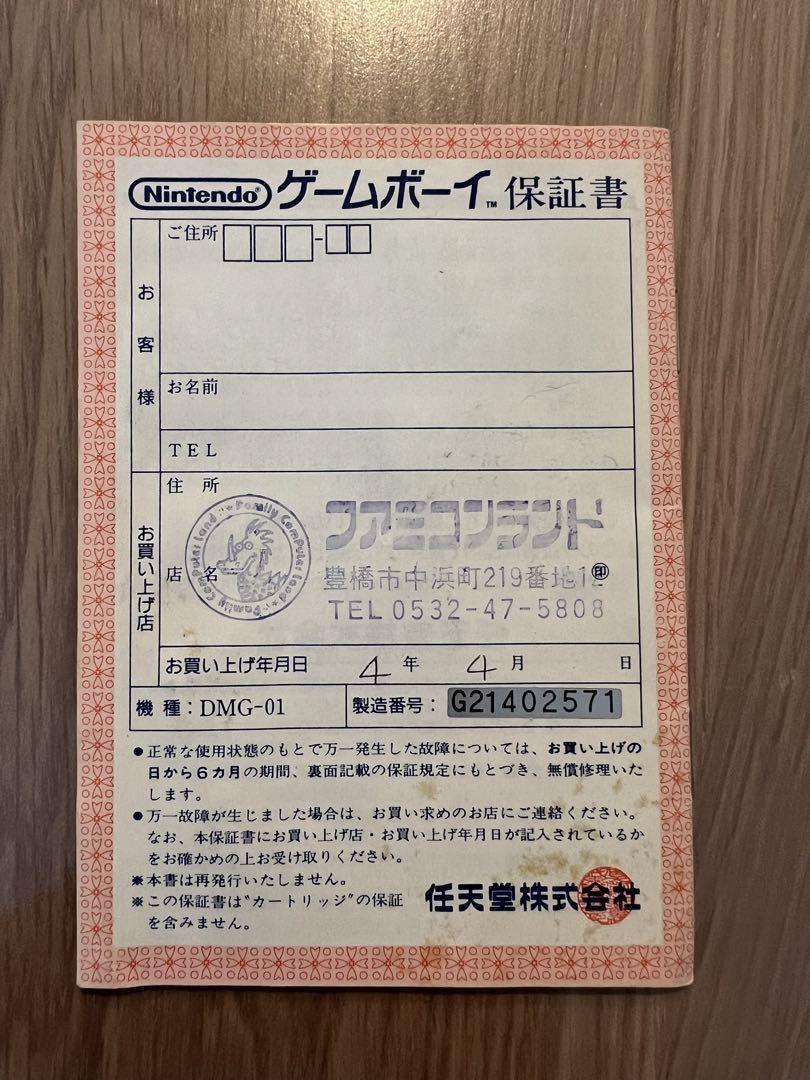 Nintendo® ゲームボーイ™ 保証書
お客様
ご住所 □□□-□□
お名前
TEL
お買い上げ店
住所
Family Computer Land Family Computer Land
ファミコンランド
店名
豊橋市中浜町219番地12 ㊞
TEL 0532-47-5808
お買い上げ年月日 4年 4月 日
機種：DMG-01 製造番号：G21402571
●正常な使用状態のもとで万一発生した故障については、お買い上げの
日から6カ月の期間、裏面記載の保証規定にもとづき、無償修理いた
します。
●万一故障が生じました場合は、お買い求めのお店にご連絡ください。
なお、本保証書にお買い上げ店・お買い上げ年月日が記入されているか
をお確かめの上お受け取りください。
※本書は再発行いたしません。
※この保証書は〝カートリッジ〟の保証
を含みません。
任天堂株式会社